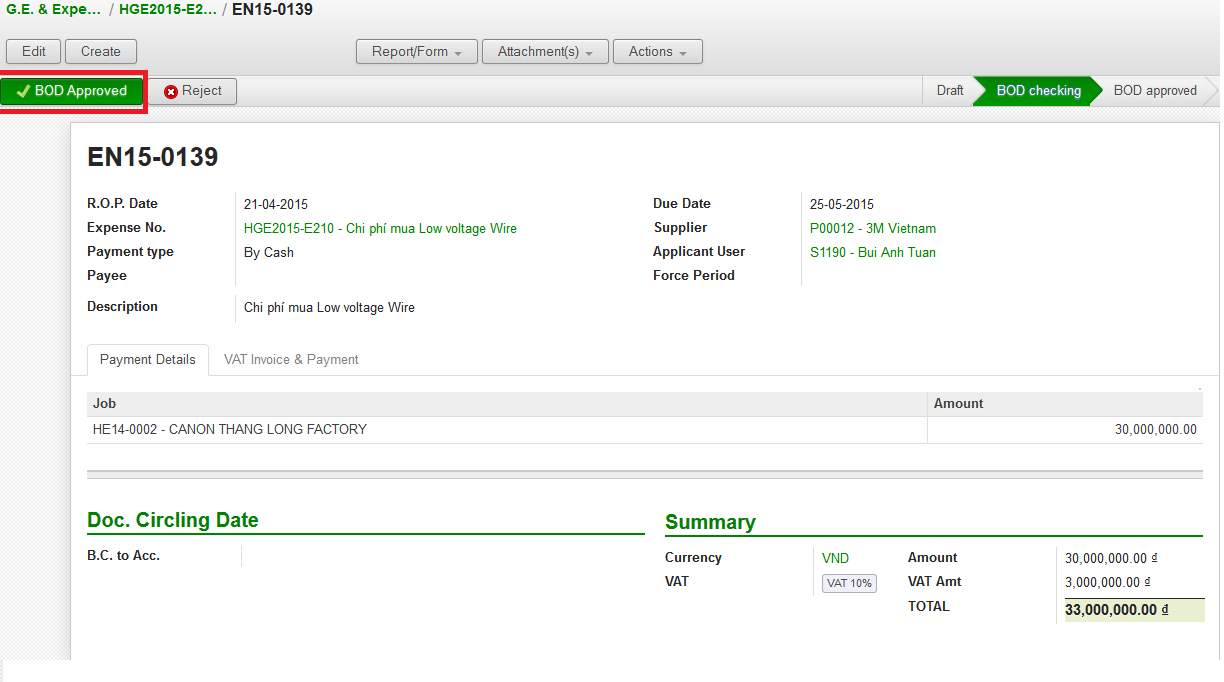 G.E. & Expe... / HGE2015-E2... / EN15-0139
Edit Create Report/Form Attachment(s) Actions
BOD Approved Reject Draft BOD checking BOD approved
EN15-0139
R.O.P. Date 21-04-2015 Due Date 25-05-2015
Expense No. HGE2015-E210 - Chi phí mua Low voltage Wire Supplier P00012 - 3M Vietnam
Payment type By Cash Applicant User S1190 - Bui Anh Tuan
Payee Force Period
Description Chi phí mua Low voltage Wire
Payment Details VAT Invoice & Payment
Job Amount
HE14-0002 - CANON THANG LONG FACTORY 30,000,000.00
Doc. Circling Date Summary
B.C. to Acc. Currency VND Amount 30,000,000.00 ₫
VAT VAT 10% VAT Amt 3,000,000.00 ₫
TOTAL 33,000,000.00 ₫